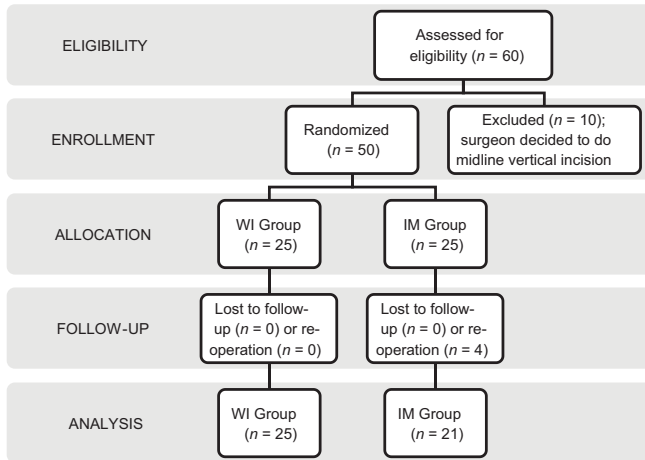 ELIGIBILITY
Assessed for
eligibility (n = 60)
ENROLLMENT
Randomized
(n = 50)
Excluded (n = 10);
surgeon decided to do
midline vertical incision
ALLOCATION
WI Group
(n = 25)
IM Group
(n = 25)
FOLLOW-UP
Lost to follow-
up (n = 0) or re-
operation (n = 0)
Lost to follow-
up (n = 0) or re-
operation (n = 4)
ANALYSIS
WI Group
(n = 25)
IM Group
(n = 21)